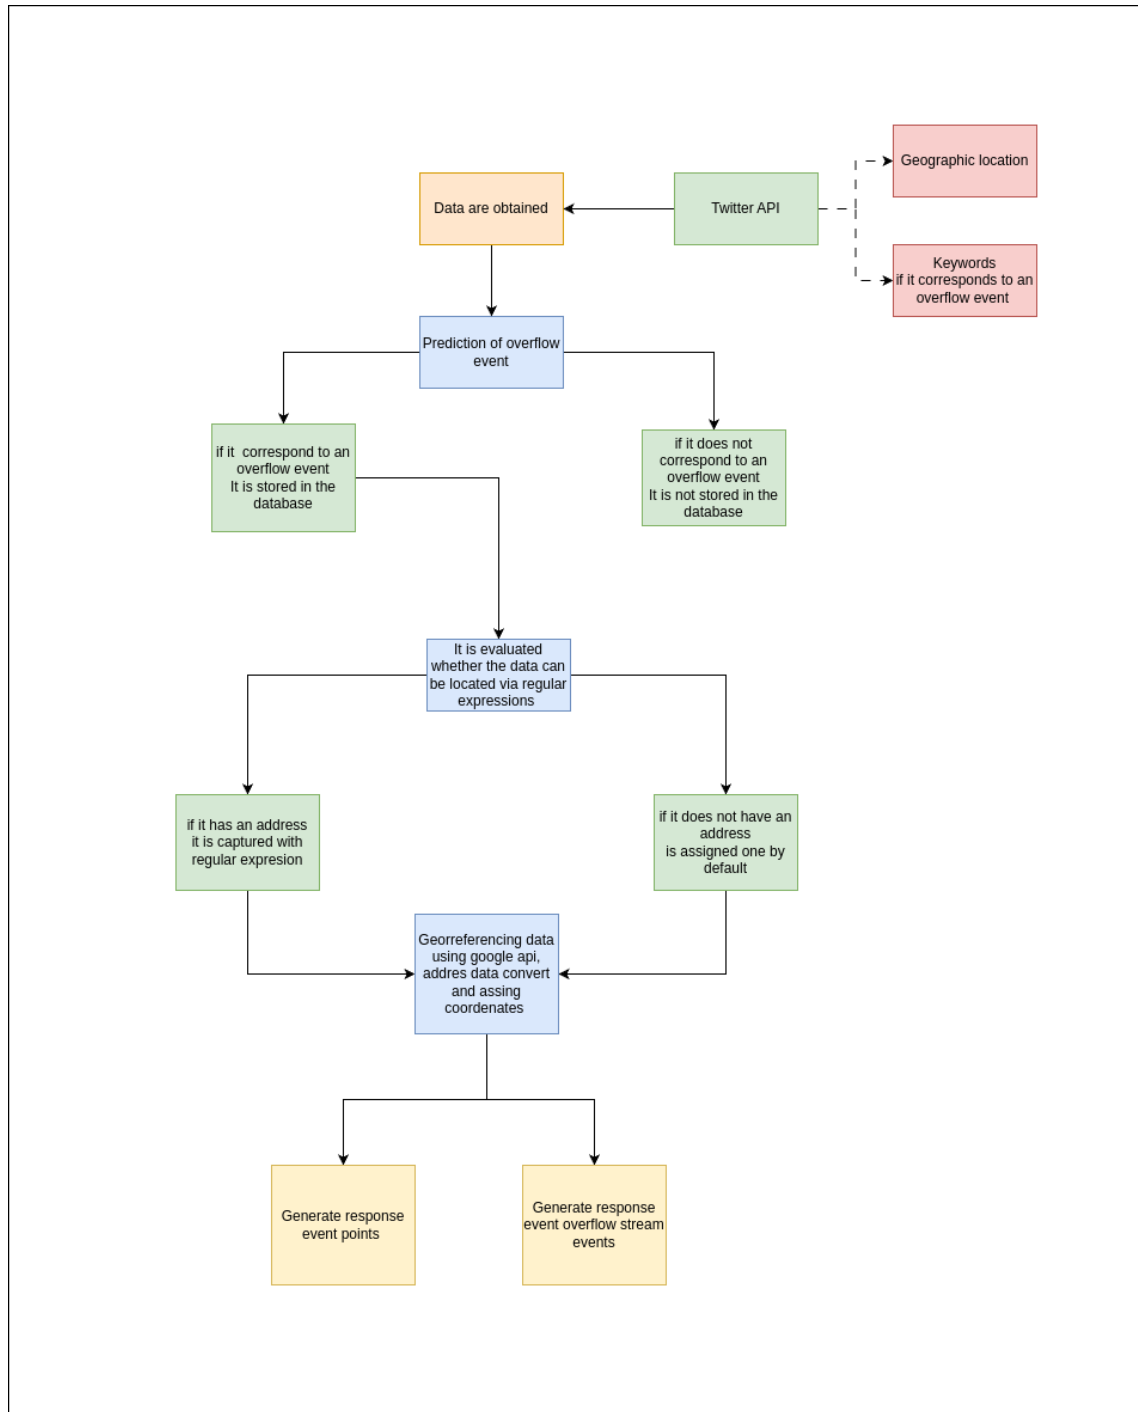 Geographic location
Data are obtained
Twitter API
Keywords
if it corresponds to an
overflow event
Prediction of overflow
event
if it  correspond to an
overflow event
It is stored in the
database
if it does not
correspond to an
overflow event
It is not stored in the
database
It is evaluated
whether the data can
be located via regular
expressions
if it has an address
it is captured with
regular expresion
if it does not have an
address
is assigned one by
default
Georreferencing data
using google api,
addres data convert
and assing
coordenates
Generate response
event points
Generate response
event overflow stream
events